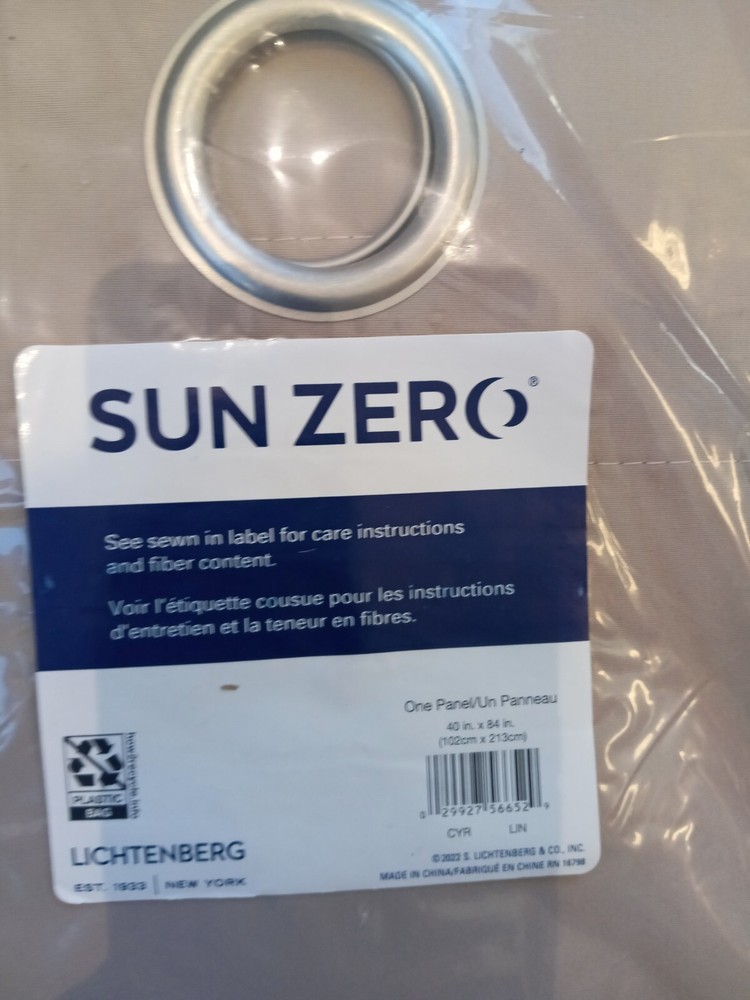 SUN ZERO®
See sewn in label for care instructions
and fiber content.
Voir l'étiquette cousue pour les instructions
d'entretien et la teneur en fibres.
One Panel/Un Panneau
40 in. x 84 in.
(102cm x 213cm)
0 29927 56652 9
CYR LIN
how2recycle.info
PLASTIC
BAG
LICHTENBERG
EST. 1933 | NEW YORK
©2022 S. LICHTENBERG & CO., INC.
MADE IN CHINA/FABRIQUÉ EN CHINE RN 16798